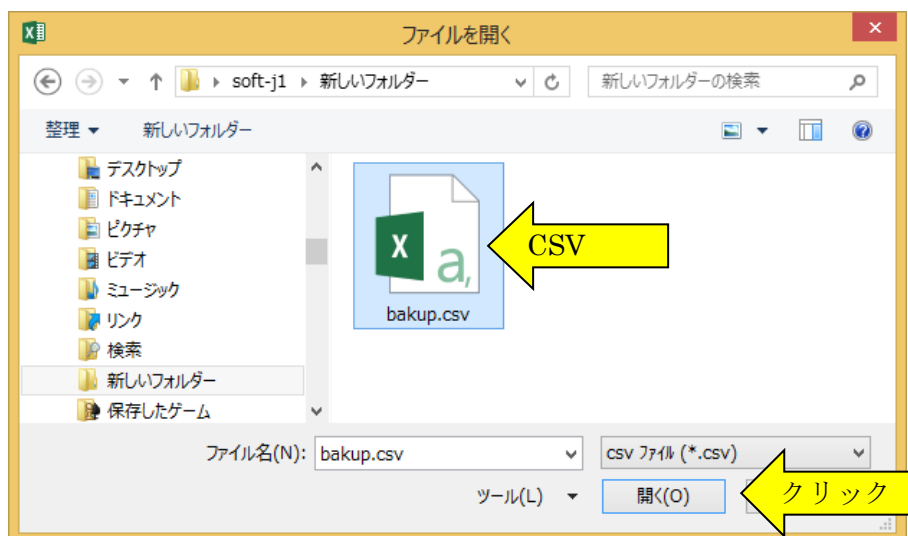 ファイルを開く
soft-j1 ▸ 新しいフォルダー
新しいフォルダーの検索
整理 新しいフォルダー
デスクトップ
ドキュメント
ピクチャ
ビデオ
ミュージック
リンク
検索
新しいフォルダー
保存したゲーム
X a,
bakup.csv
CSV
ファイル名(N): bakup.csv
csv ファイル (*.csv)
ツール(L) 開く(O)
クリック